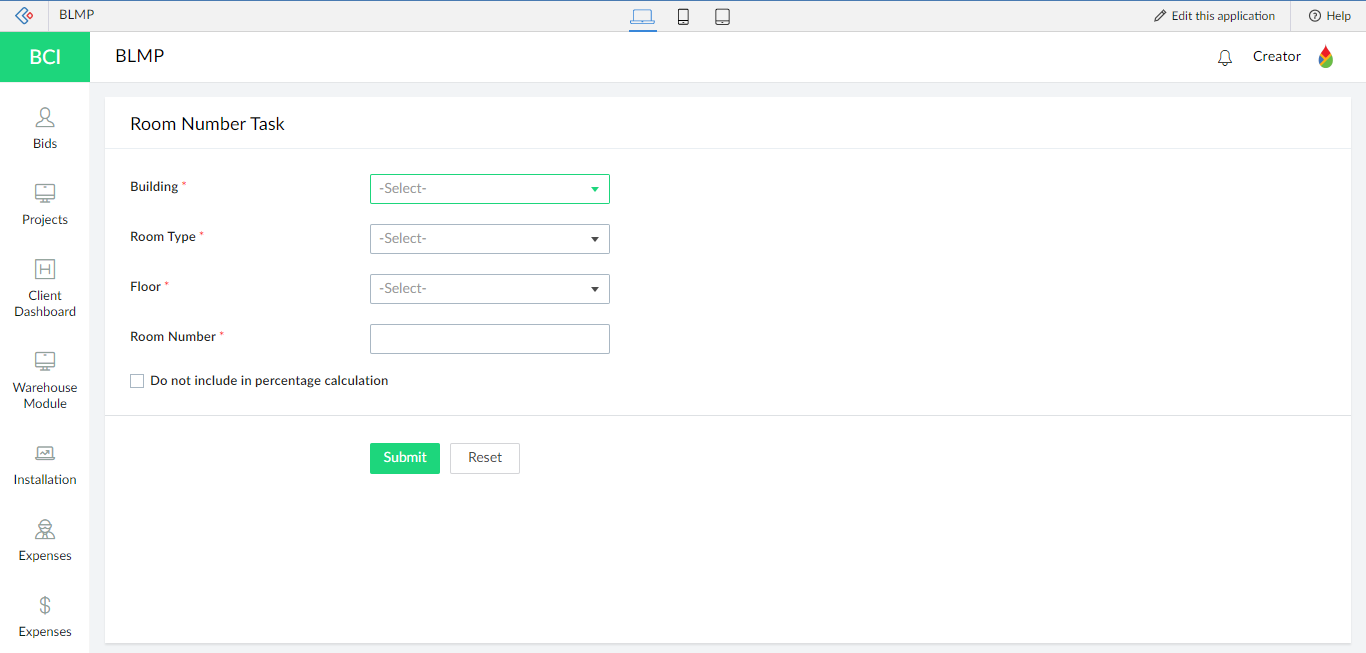 BLMP
Edit this application
Help
BCI
BLMP
Creator
Bids
Projects
Client
Dashboard
Warehouse
Module
Installation
Expenses
Expenses
Room Number Task
Building *
-Select-
Room Type *
-Select-
Floor *
-Select-
Room Number *
Do not include in percentage calculation
Submit
Reset